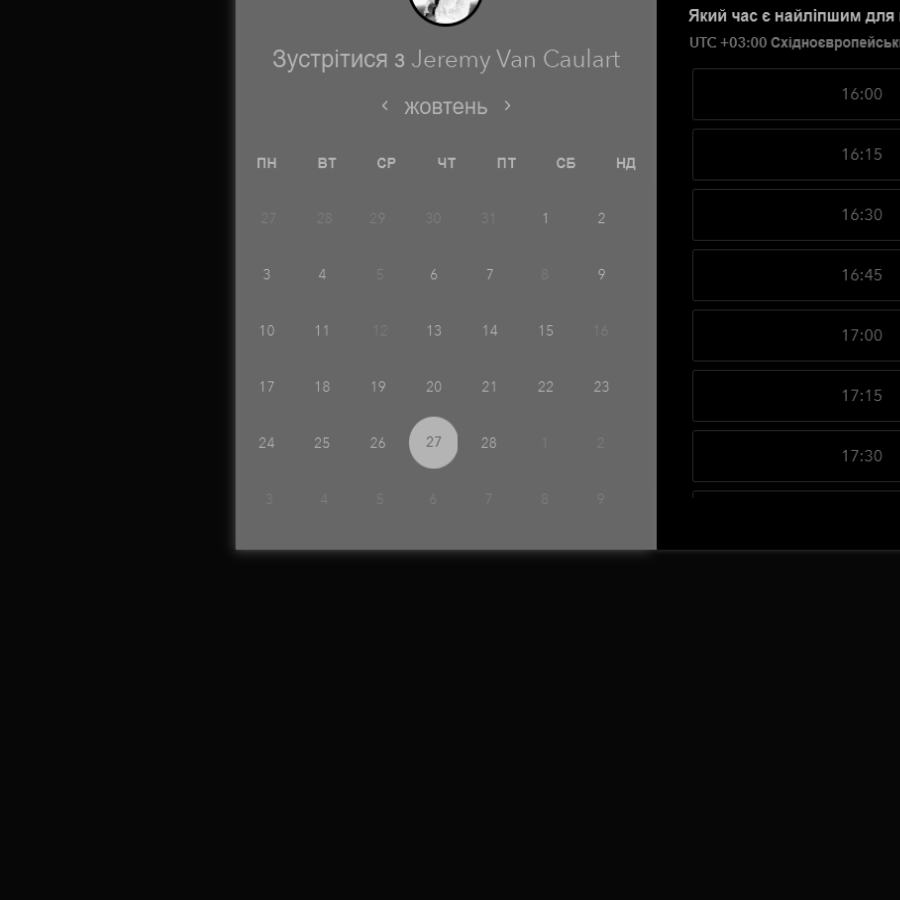 Зустрітися з Jeremy Van Caulart
‹ жовтень ›
ПН ВТ СР ЧТ ПТ СБ НД
27 28 29 30 31 1 2
3 4 5 6 7 8 9
10 11 12 13 14 15 16
17 18 19 20 21 22 23
24 25 26 27 28 1 2
3 4 5 6 7 8 9
Який час є найліпшим для
UTC +03:00
16:00
16:15
16:30
16:45
17:00
17:15
17:30